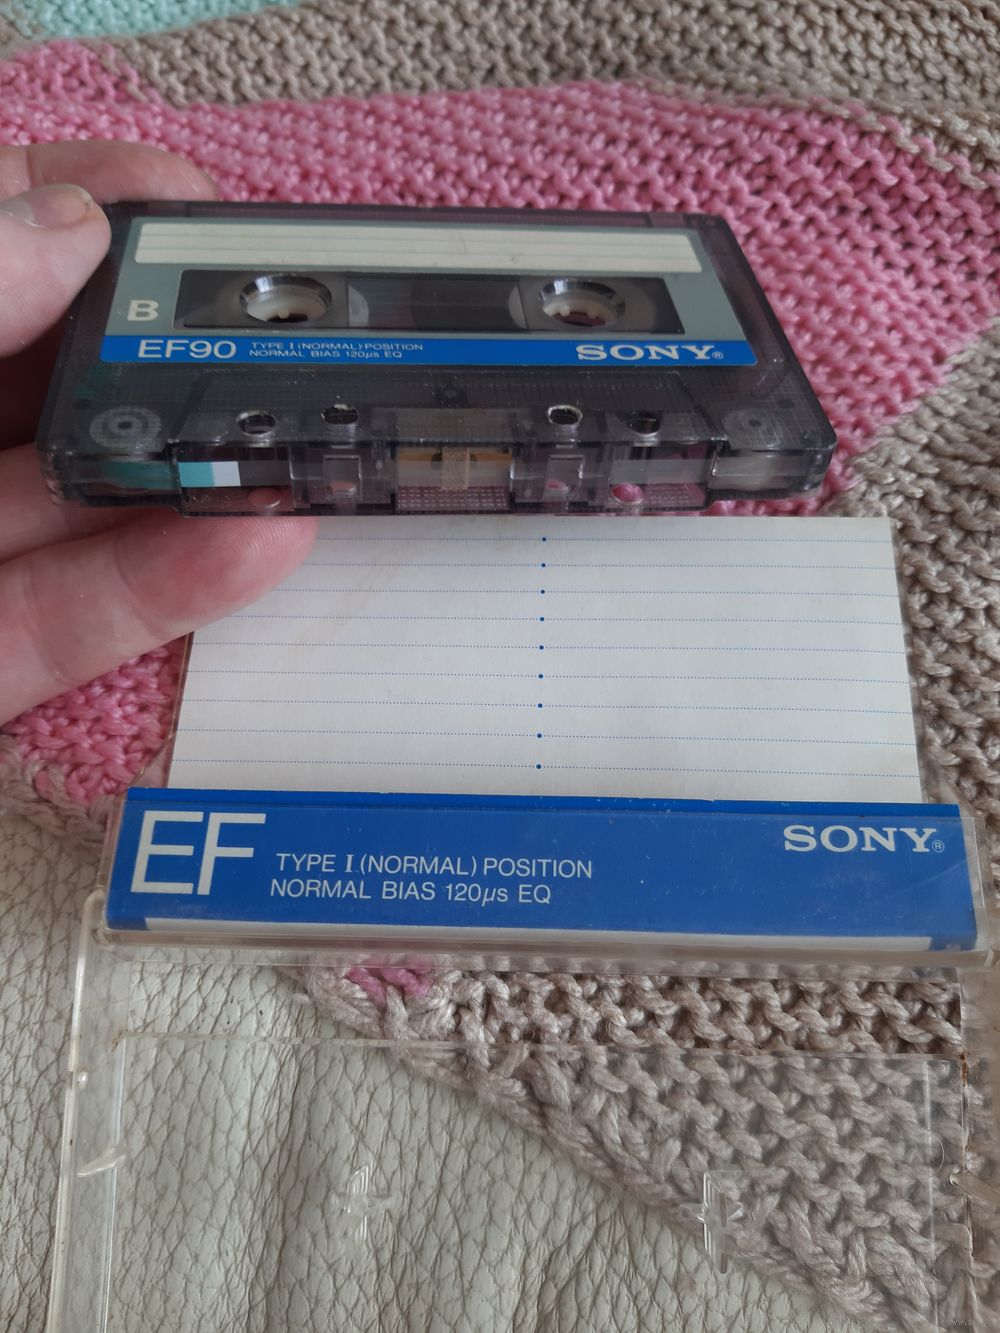 B
EF90 TYPE I (NORMAL) POSITION
NORMAL BIAS 120µs EQ
SONY®
EF
TYPE I (NORMAL) POSITION
NORMAL BIAS 120µs EQ
SONY®